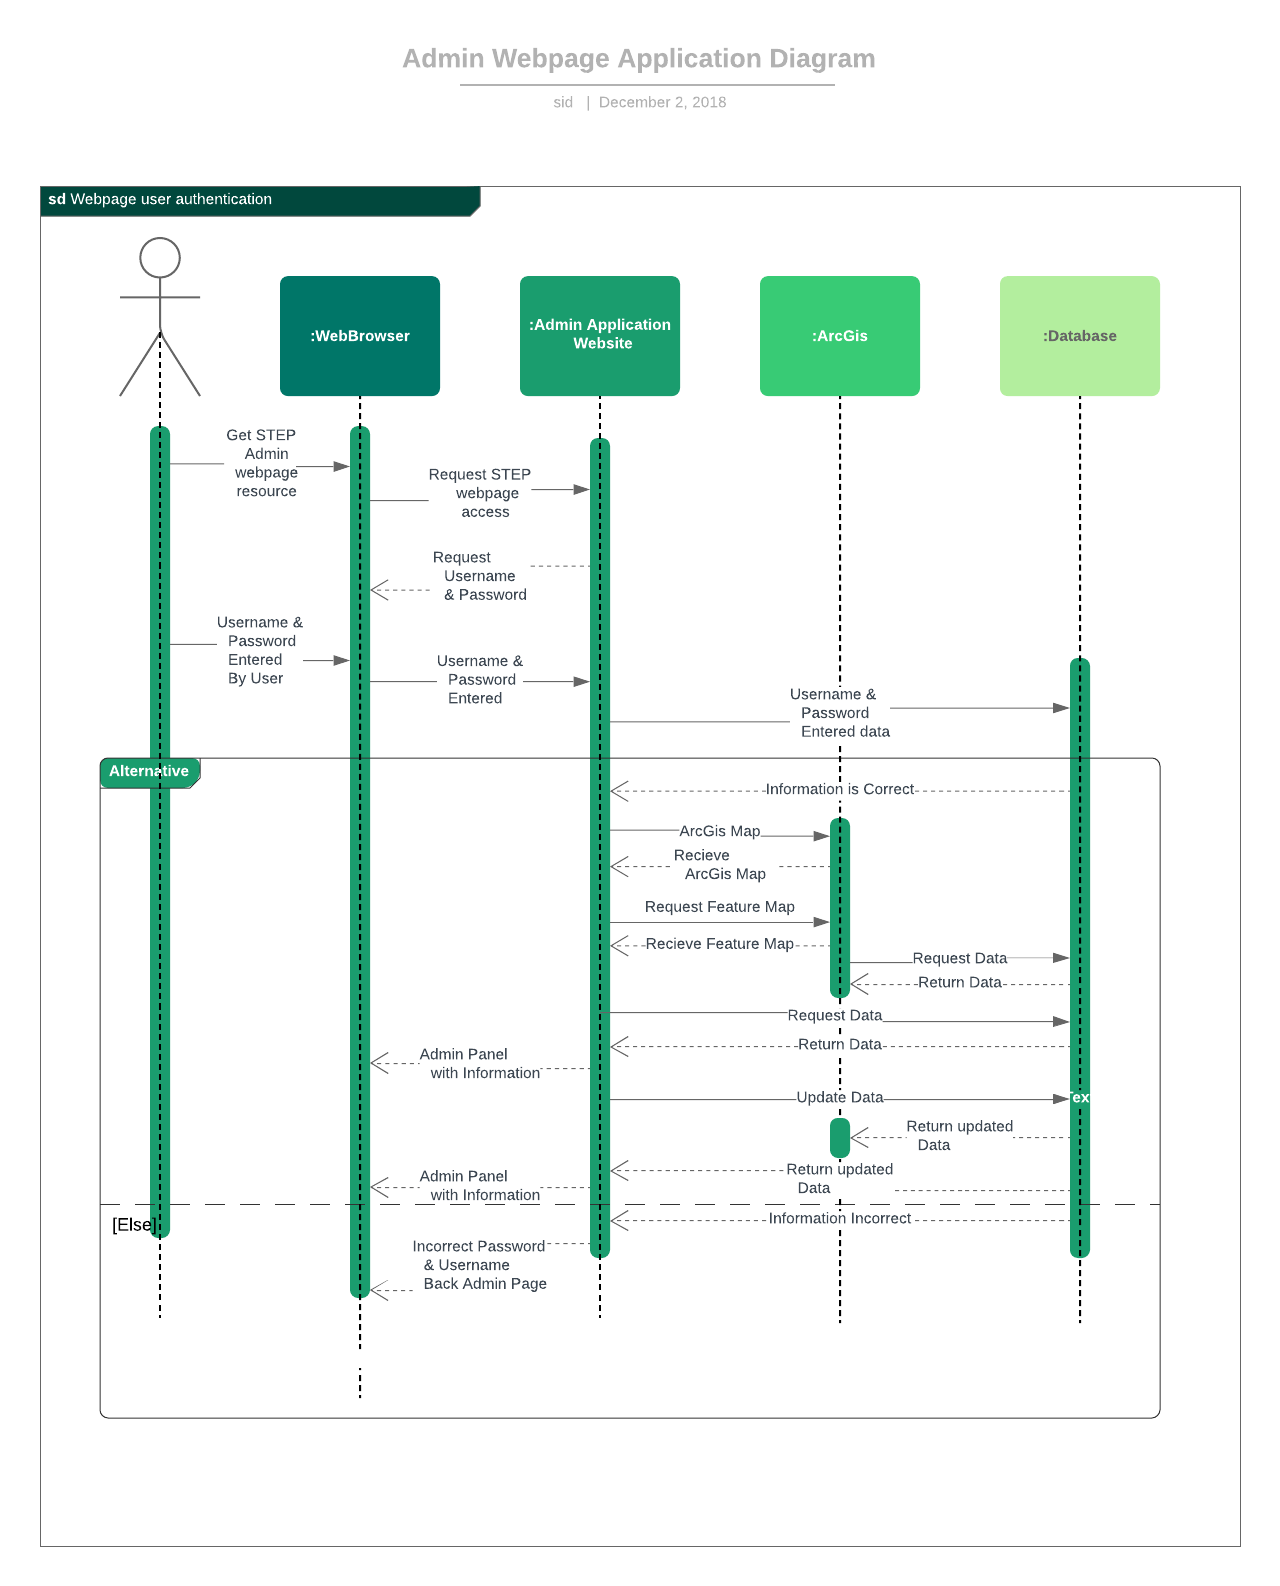 Admin Webpage Application Diagram
sid | December 2, 2018
sd Webpage user authentication
:WebBrowser
:Admin Application
Website
:ArcGis
:Database
Get STEP
Admin
webpage
resource
Request STEP
webpage
access
Request
Username
& Password
Username &
Password
Entered
By User
Username &
Password
Entered
Username &
Password
Entered data
Alternative
Information is Correct
ArcGis Map
Recieve
ArcGis Map
Request Feature Map
Recieve Feature Map
Request Data
Return Data
Request Data
Return Data
Admin Panel
with Information
Update Data
Return updated
Data
Return updated
Data
Admin Panel
with Information
[Else]
Information Incorrect
Incorrect Password
& Username
Back Admin Page